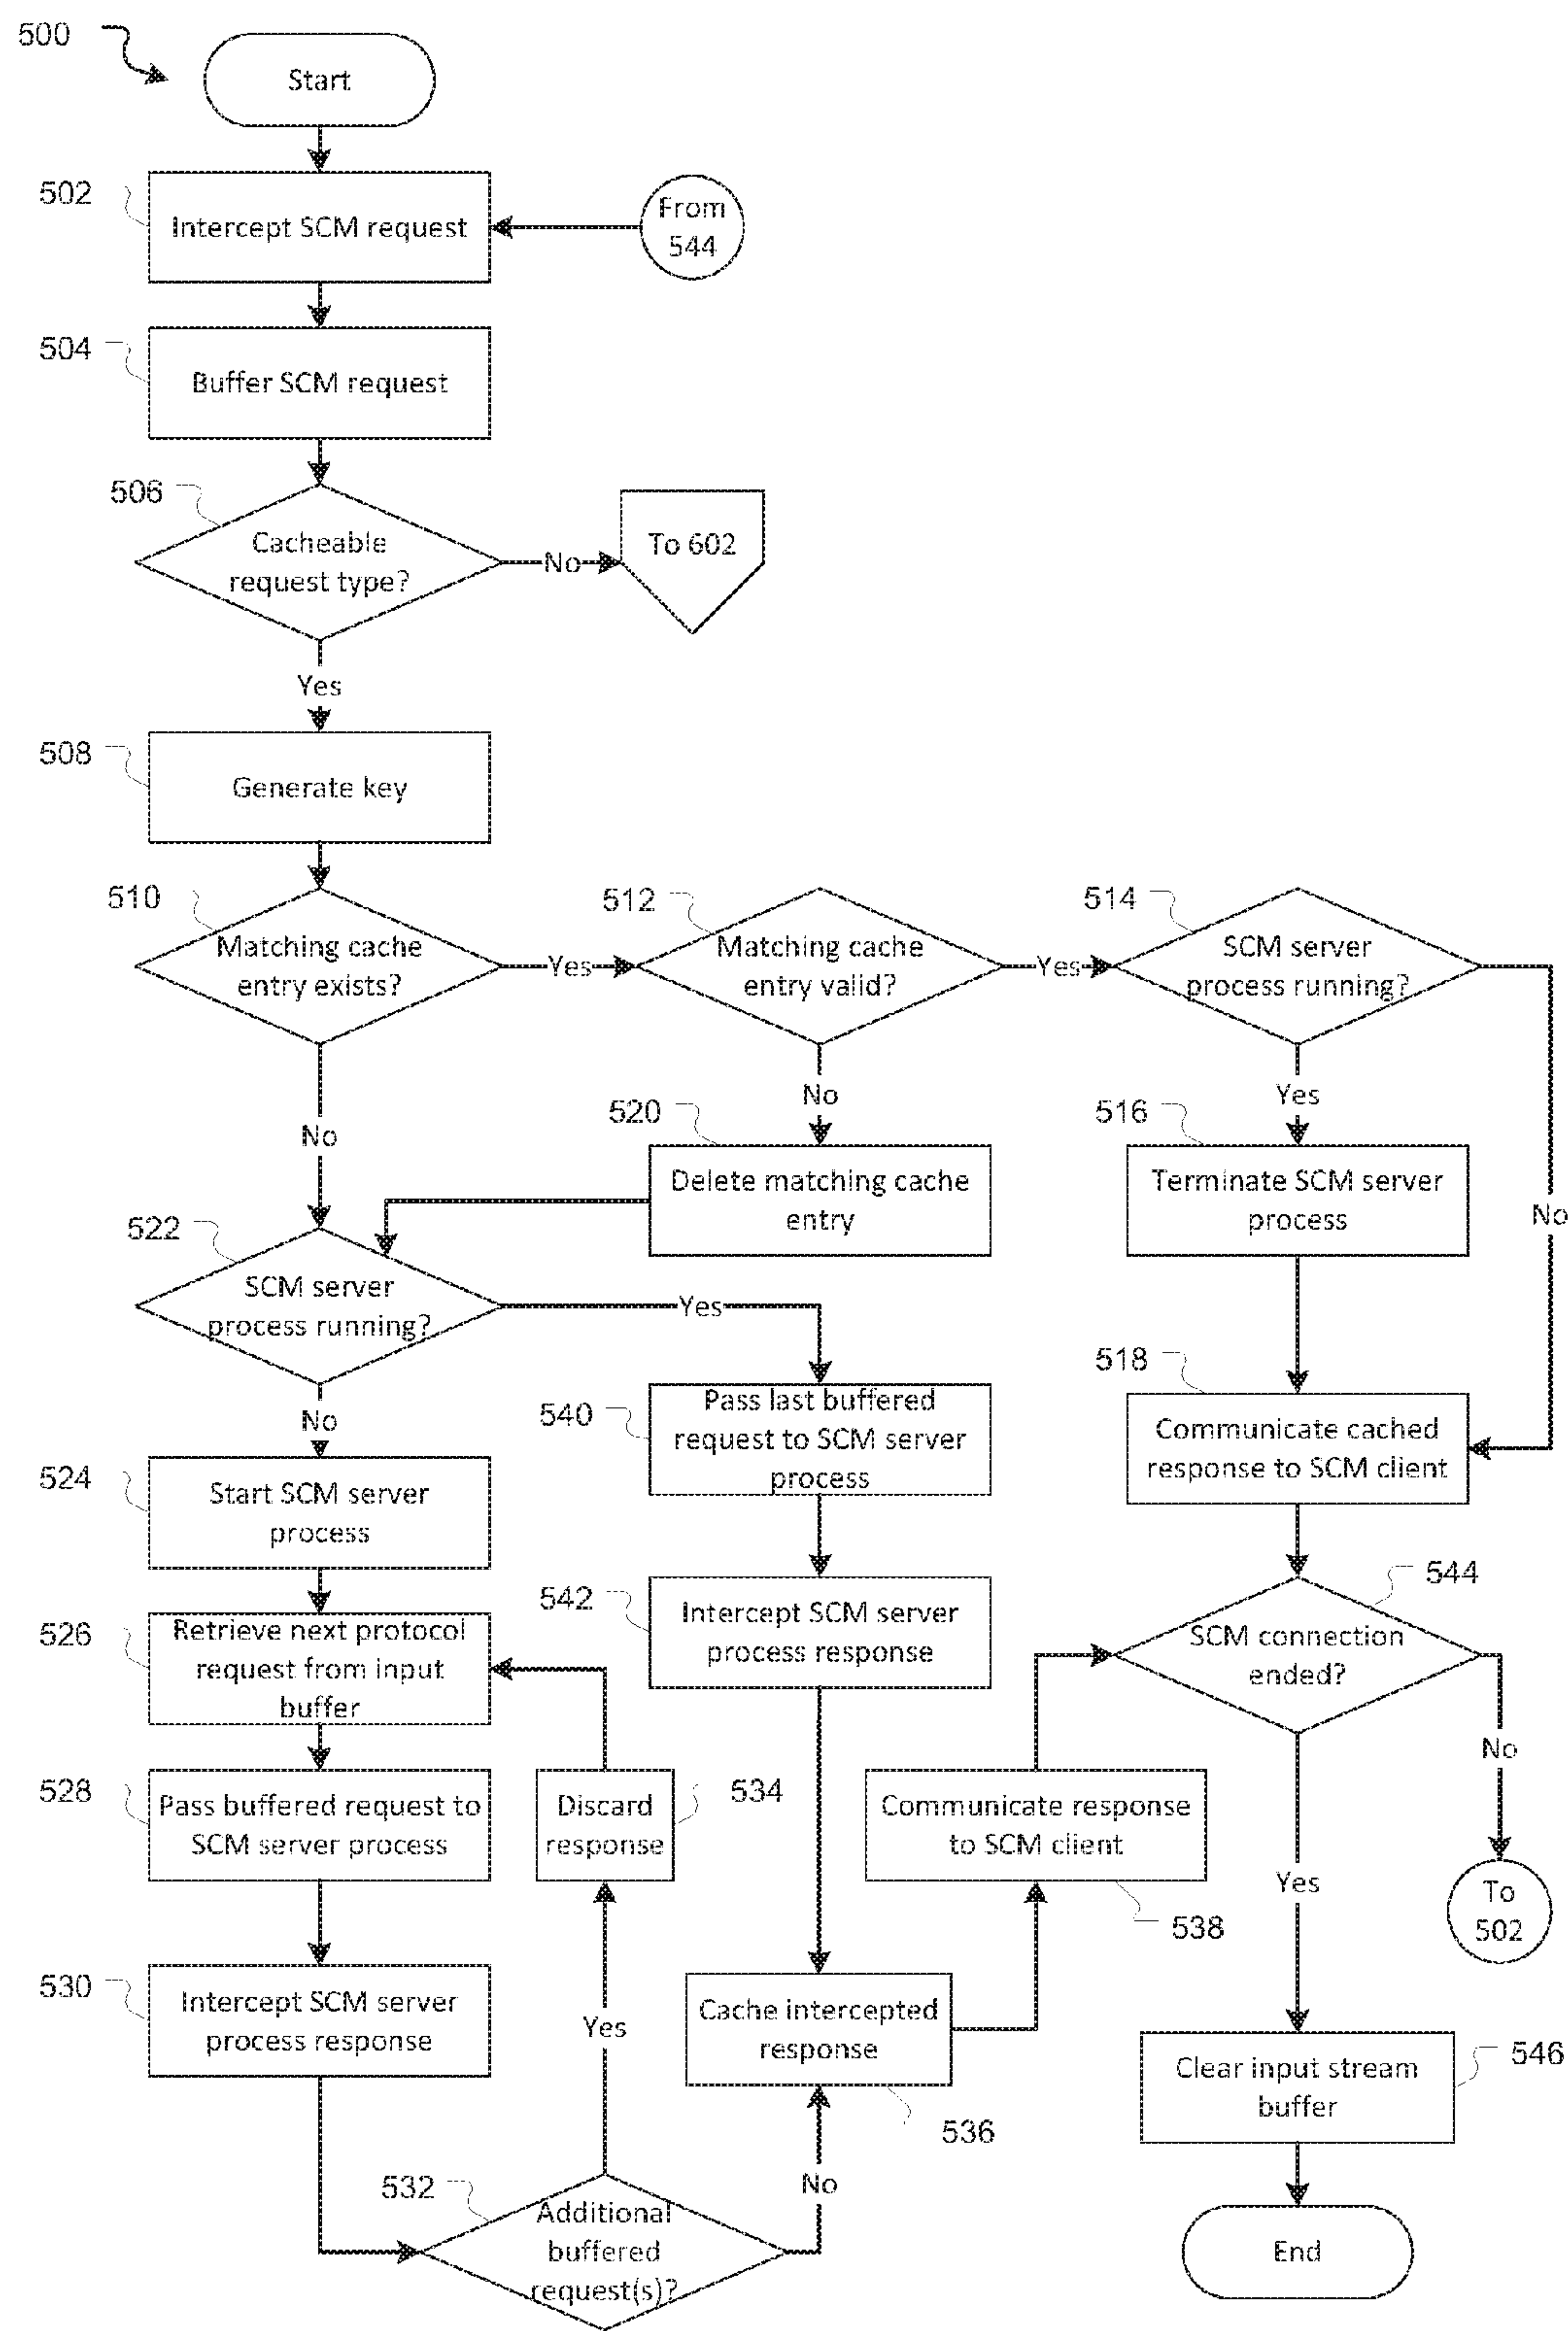 500
Start
502
Intercept SCM request
From
544
504
Buffer SCM request
506
Cacheable
request type?
No
To 602
Yes
508
Generate key
510
Matching cache
entry exists?
Yes
512
Matching cache
entry valid?
Yes
514
SCM server
process running?
No
No
Yes
No
520
Delete matching cache
entry
516
Terminate SCM server
process
522
SCM server
process running?
Yes
No
518
Communicate cached
response to SCM client
540
Pass last buffered
request to SCM server
process
524
Start SCM server
process
542
Intercept SCM server
process response
544
SCM connection
ended?
526
Retrieve next protocol
request from input
buffer
No
Yes
528
Pass buffered request to
SCM server process
Discard
response
534
Communicate response
to SCM client
538
To
502
530
Intercept SCM server
process response
Yes
Cache intercepted
response
536
Clear input stream
buffer
546
532
Additional
buffered
request(s)?
No
End